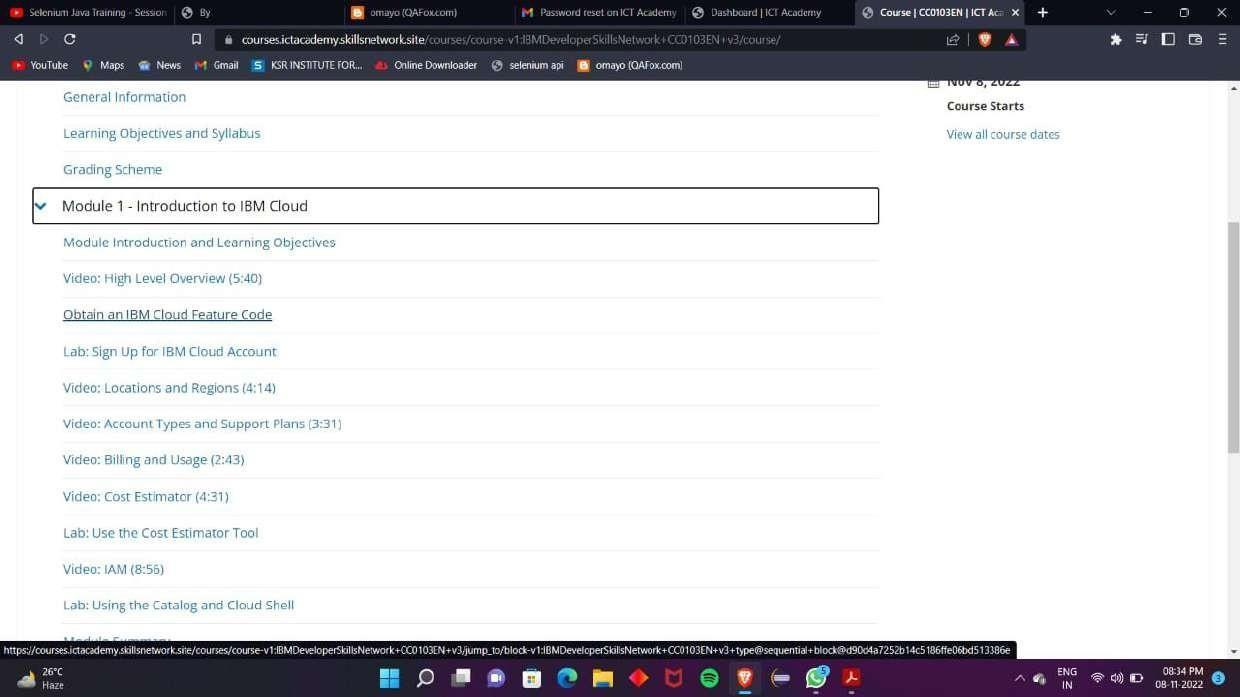 Selenium Java Training - Session
By
omayo (QAFox.com)
Password reset on ICT Academy
Dashboard | ICT Academy
Course | CC0103EN | ICT Aca
courses.ictacademy.skillsnetwork.site/courses/course-v1:IBMDeveloperSkillsNetwork+CC0103EN+v3/course/
YouTube
Maps
News
Gmail
KSR INSTITUTE FOR...
Online Downloader
selenium api
omayo (QAFox.com)
General Information
Learning Objectives and Syllabus
Grading Scheme
Module 1 - Introduction to IBM Cloud
Module Introduction and Learning Objectives
Video: High Level Overview (5:40)
Obtain an IBM Cloud Feature Code
Lab: Sign Up for IBM Cloud Account
Video: Locations and Regions (4:14)
Video: Account Types and Support Plans (3:31)
Video: Billing and Usage (2:43)
Video: Cost Estimator (4:31)
Lab: Use the Cost Estimator Tool
Video: IAM (8:56)
Lab: Using the Catalog and Cloud Shell
Module Summary
Nov 8, 2022
Course Starts
View all course dates
https://courses.ictacademy.skillsnetwork.site/courses/course-v1:IBMDeveloperSkillsNetwork+CC0103EN+v3/jump_to/block-v1:IBMDeveloperSkillsNetwork+CC0103EN+v3+type@sequential+block@d90d4a7252b14c5186ffe06bd513386e
26°C
Haze
5
ENG
IN
08:34 PM
08-11-2022
3